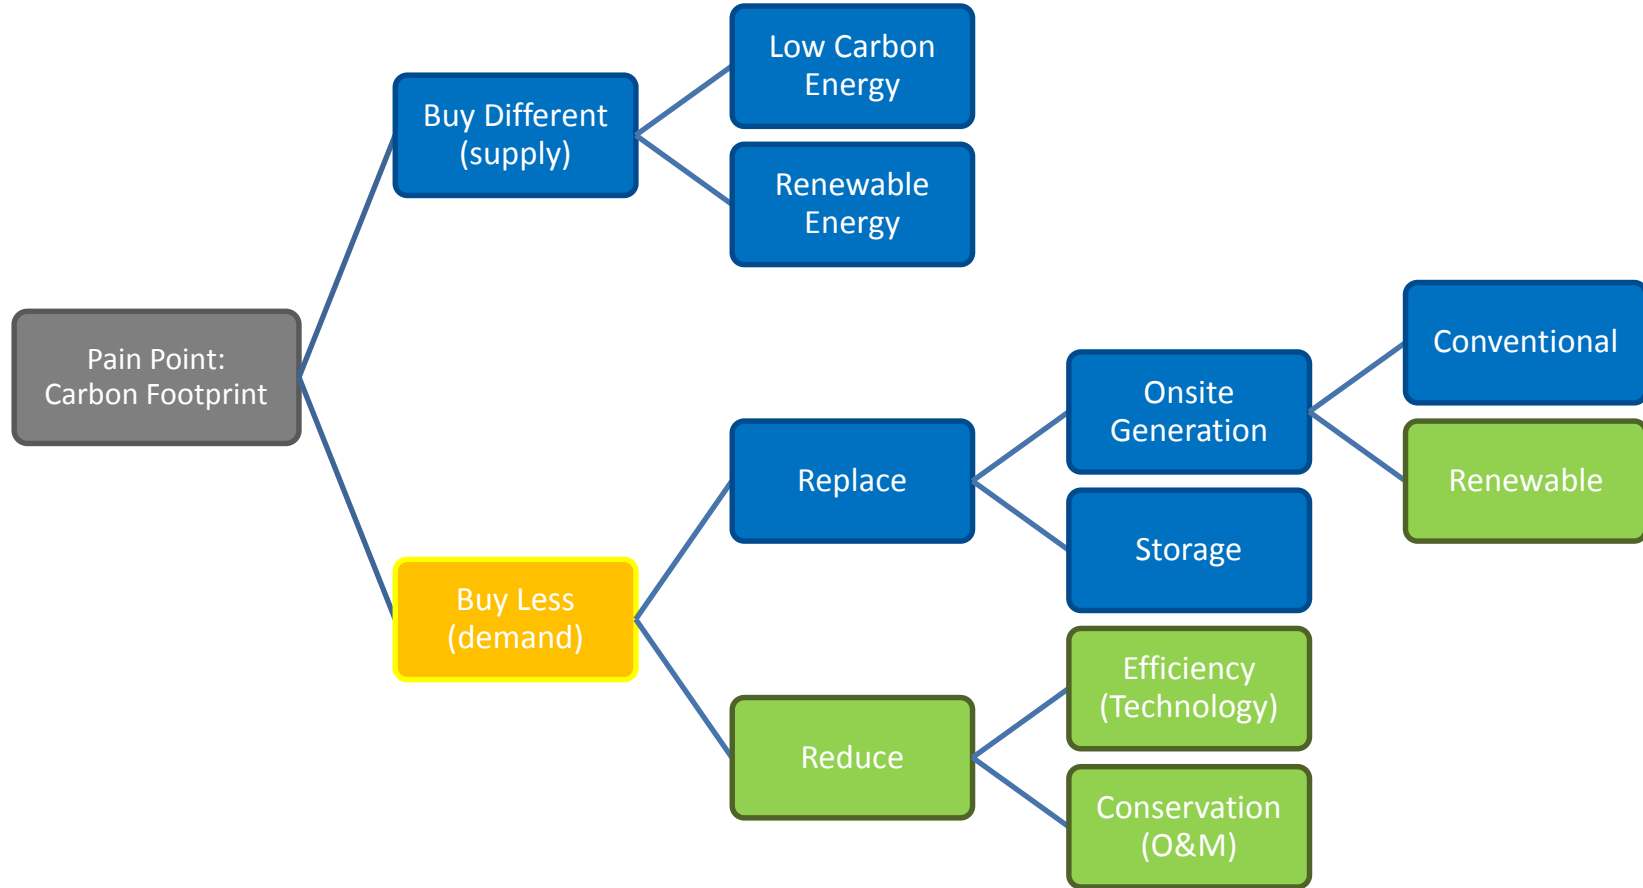 Pain Point:
Carbon Footprint
Buy Different
(supply)
Low Carbon
Energy
Renewable
Energy
Buy Less
(demand)
Replace
Onsite
Generation
Conventional
Renewable
Storage
Reduce
Efficiency
(Technology)
Conservation
(O&M)